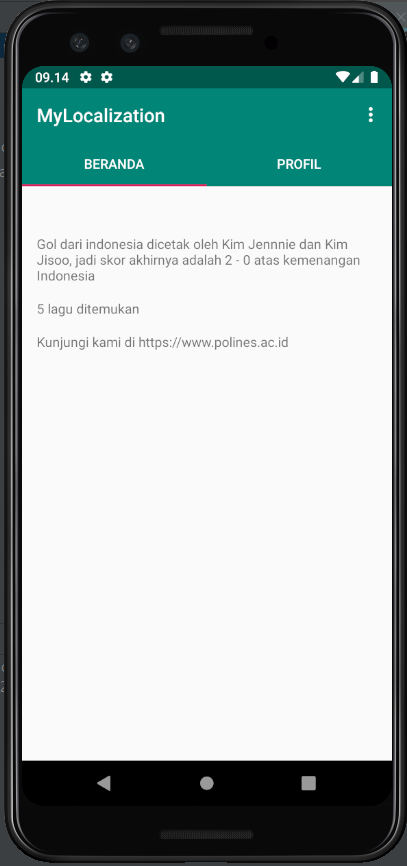 09.14
MyLocalization
BERANDA
PROFIL
Gol dari indonesia dicetak oleh Kim Jennnie dan Kim
Jisoo, jadi skor akhirnya adalah 2 - 0 atas kemenangan
Indonesia
5 lagu ditemukan
Kunjungi kami di https://www.polines.ac.id